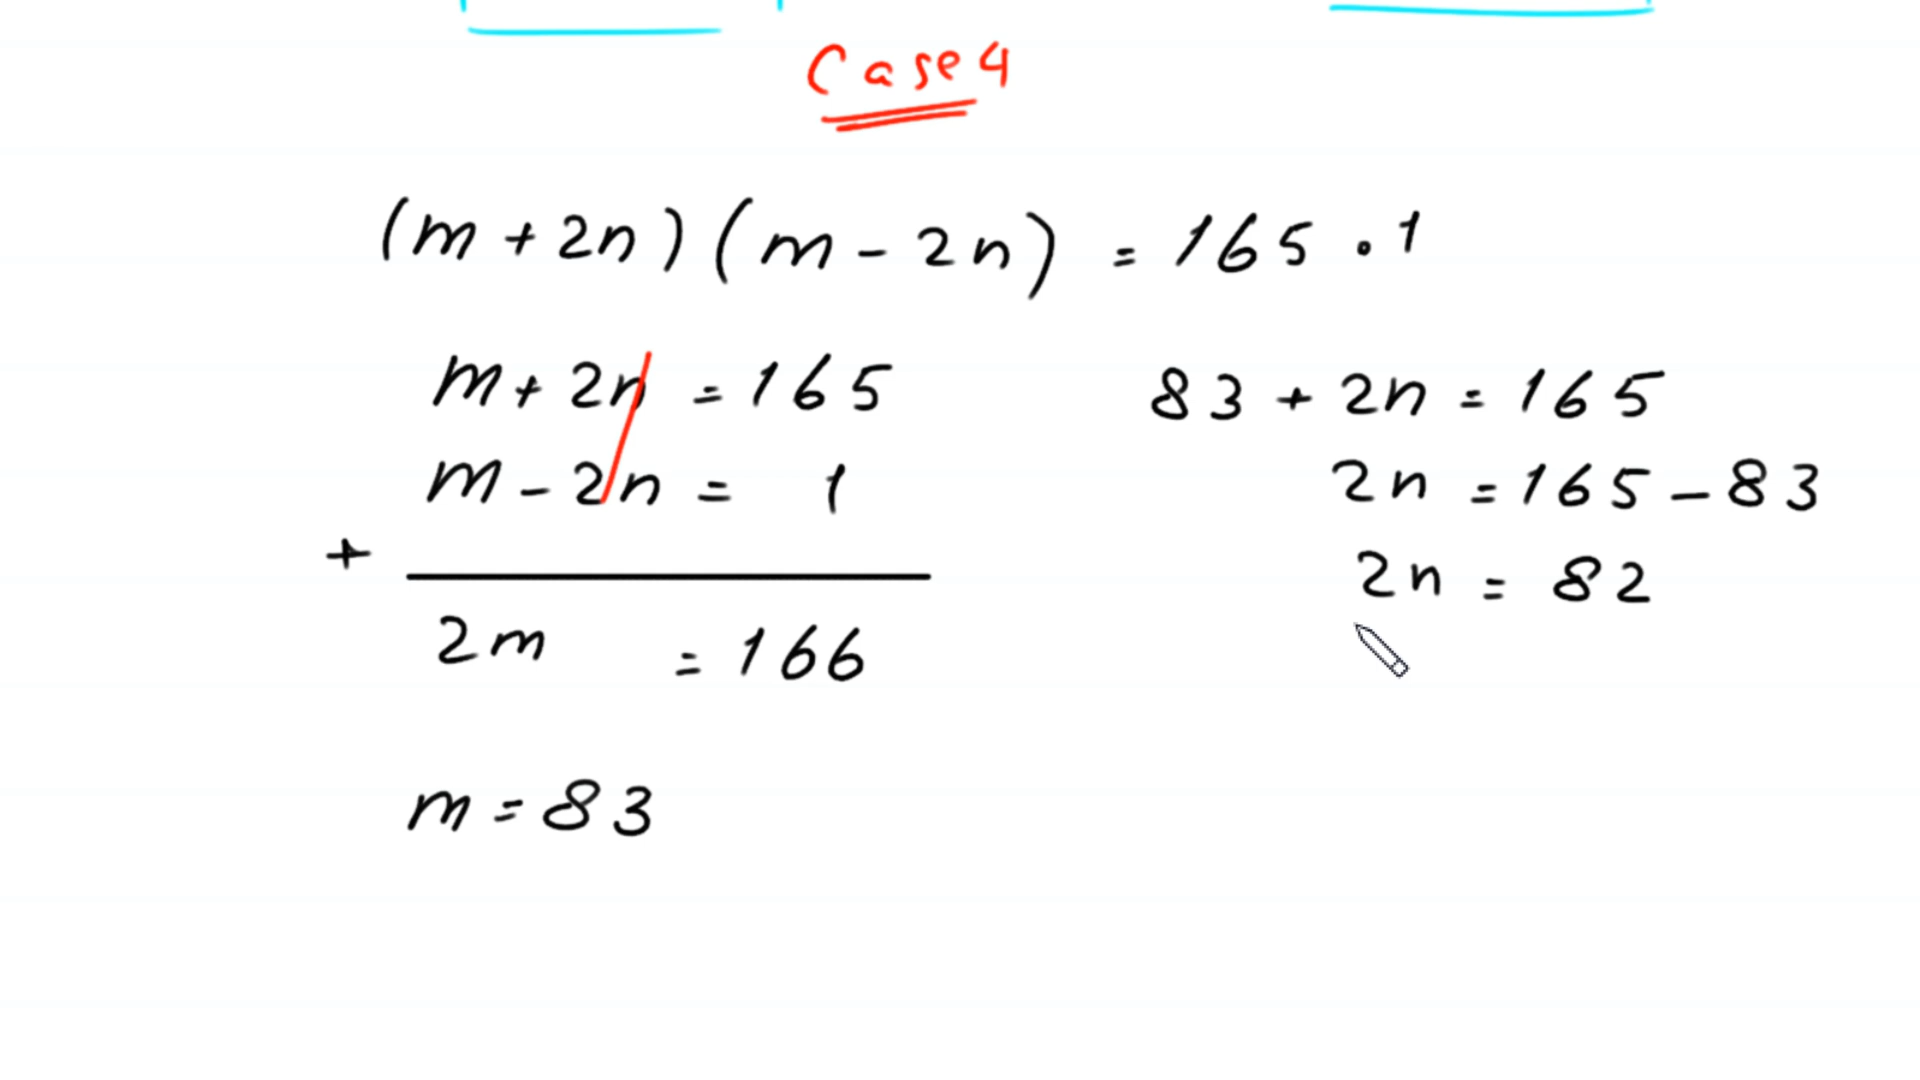 Case 4
(m + 2n)(m - 2n) = 165 . 1
m + 2n = 165
m - 2n = 1
+
2m = 166
m = 83
83 + 2n = 165
2n = 165 - 83
2n = 82